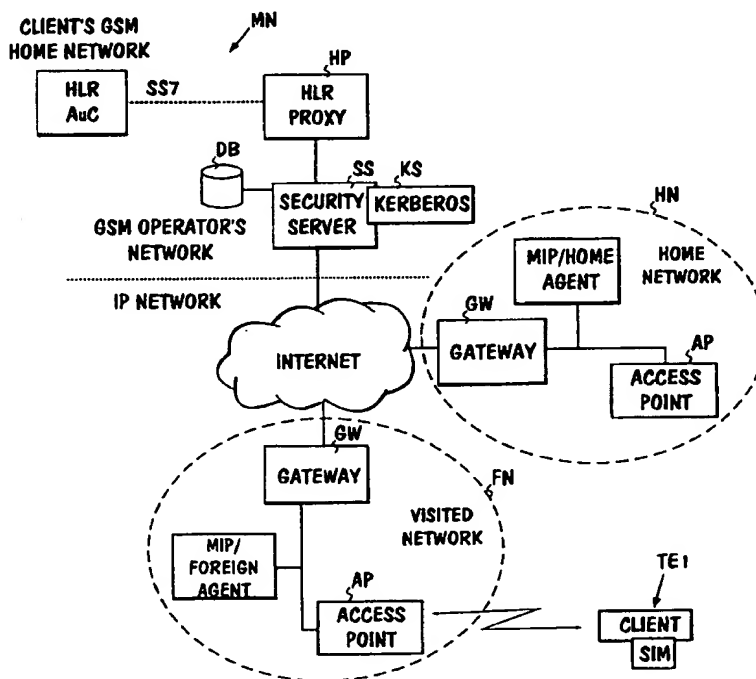 CLIENT'S GSM
HOME NETWORK
MN
HLR
AuC
SS7
HP
HLR
PROXY
DB
SS
KS
SECURITY
SERVER
KERBEROS
GSM OPERATOR'S
NETWORK
IP NETWORK
HN
MIP/HOME
AGENT
HOME
NETWORK
GW
GATEWAY
AP
ACCESS
POINT
INTERNET
GW
GATEWAY
FN
VISITED
NETWORK
MIP/
FOREIGN
AGENT
AP
ACCESS
POINT
TE1
CLIENT
SIM